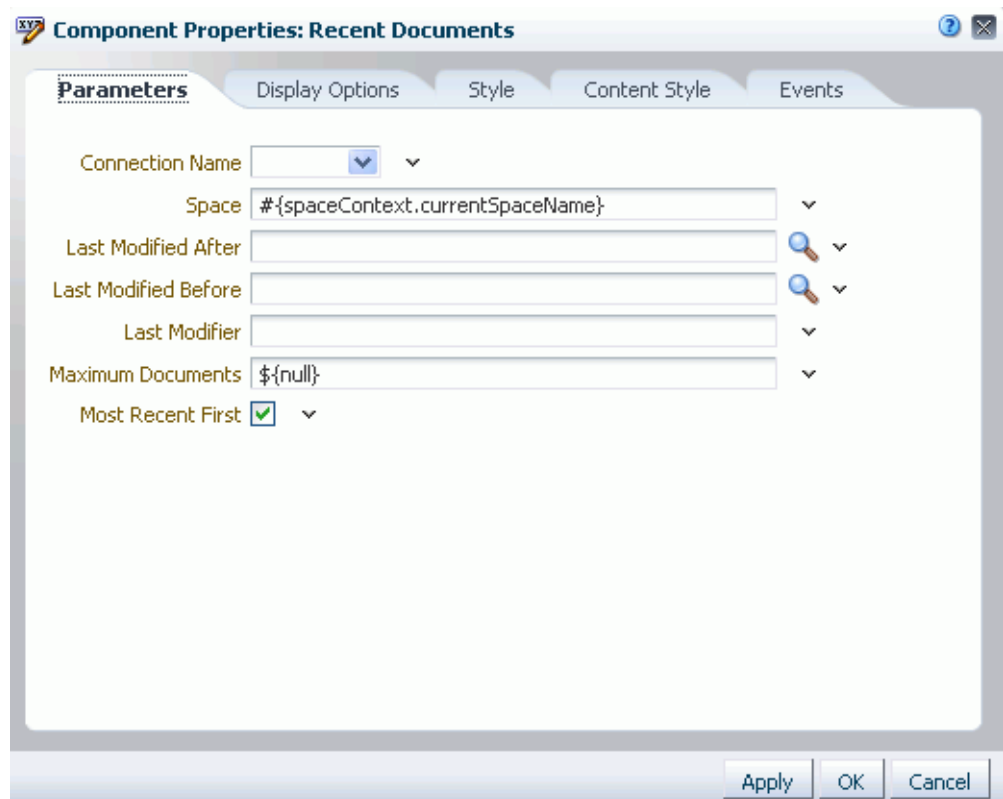 Component Properties: Recent Documents
Parameters Display Options Style Content Style Events
Connection Name
Space #{spaceContext.currentSpaceName}
Last Modified After
Last Modified Before
Last Modifier
Maximum Documents ${null}
Most Recent First
Apply OK Cancel